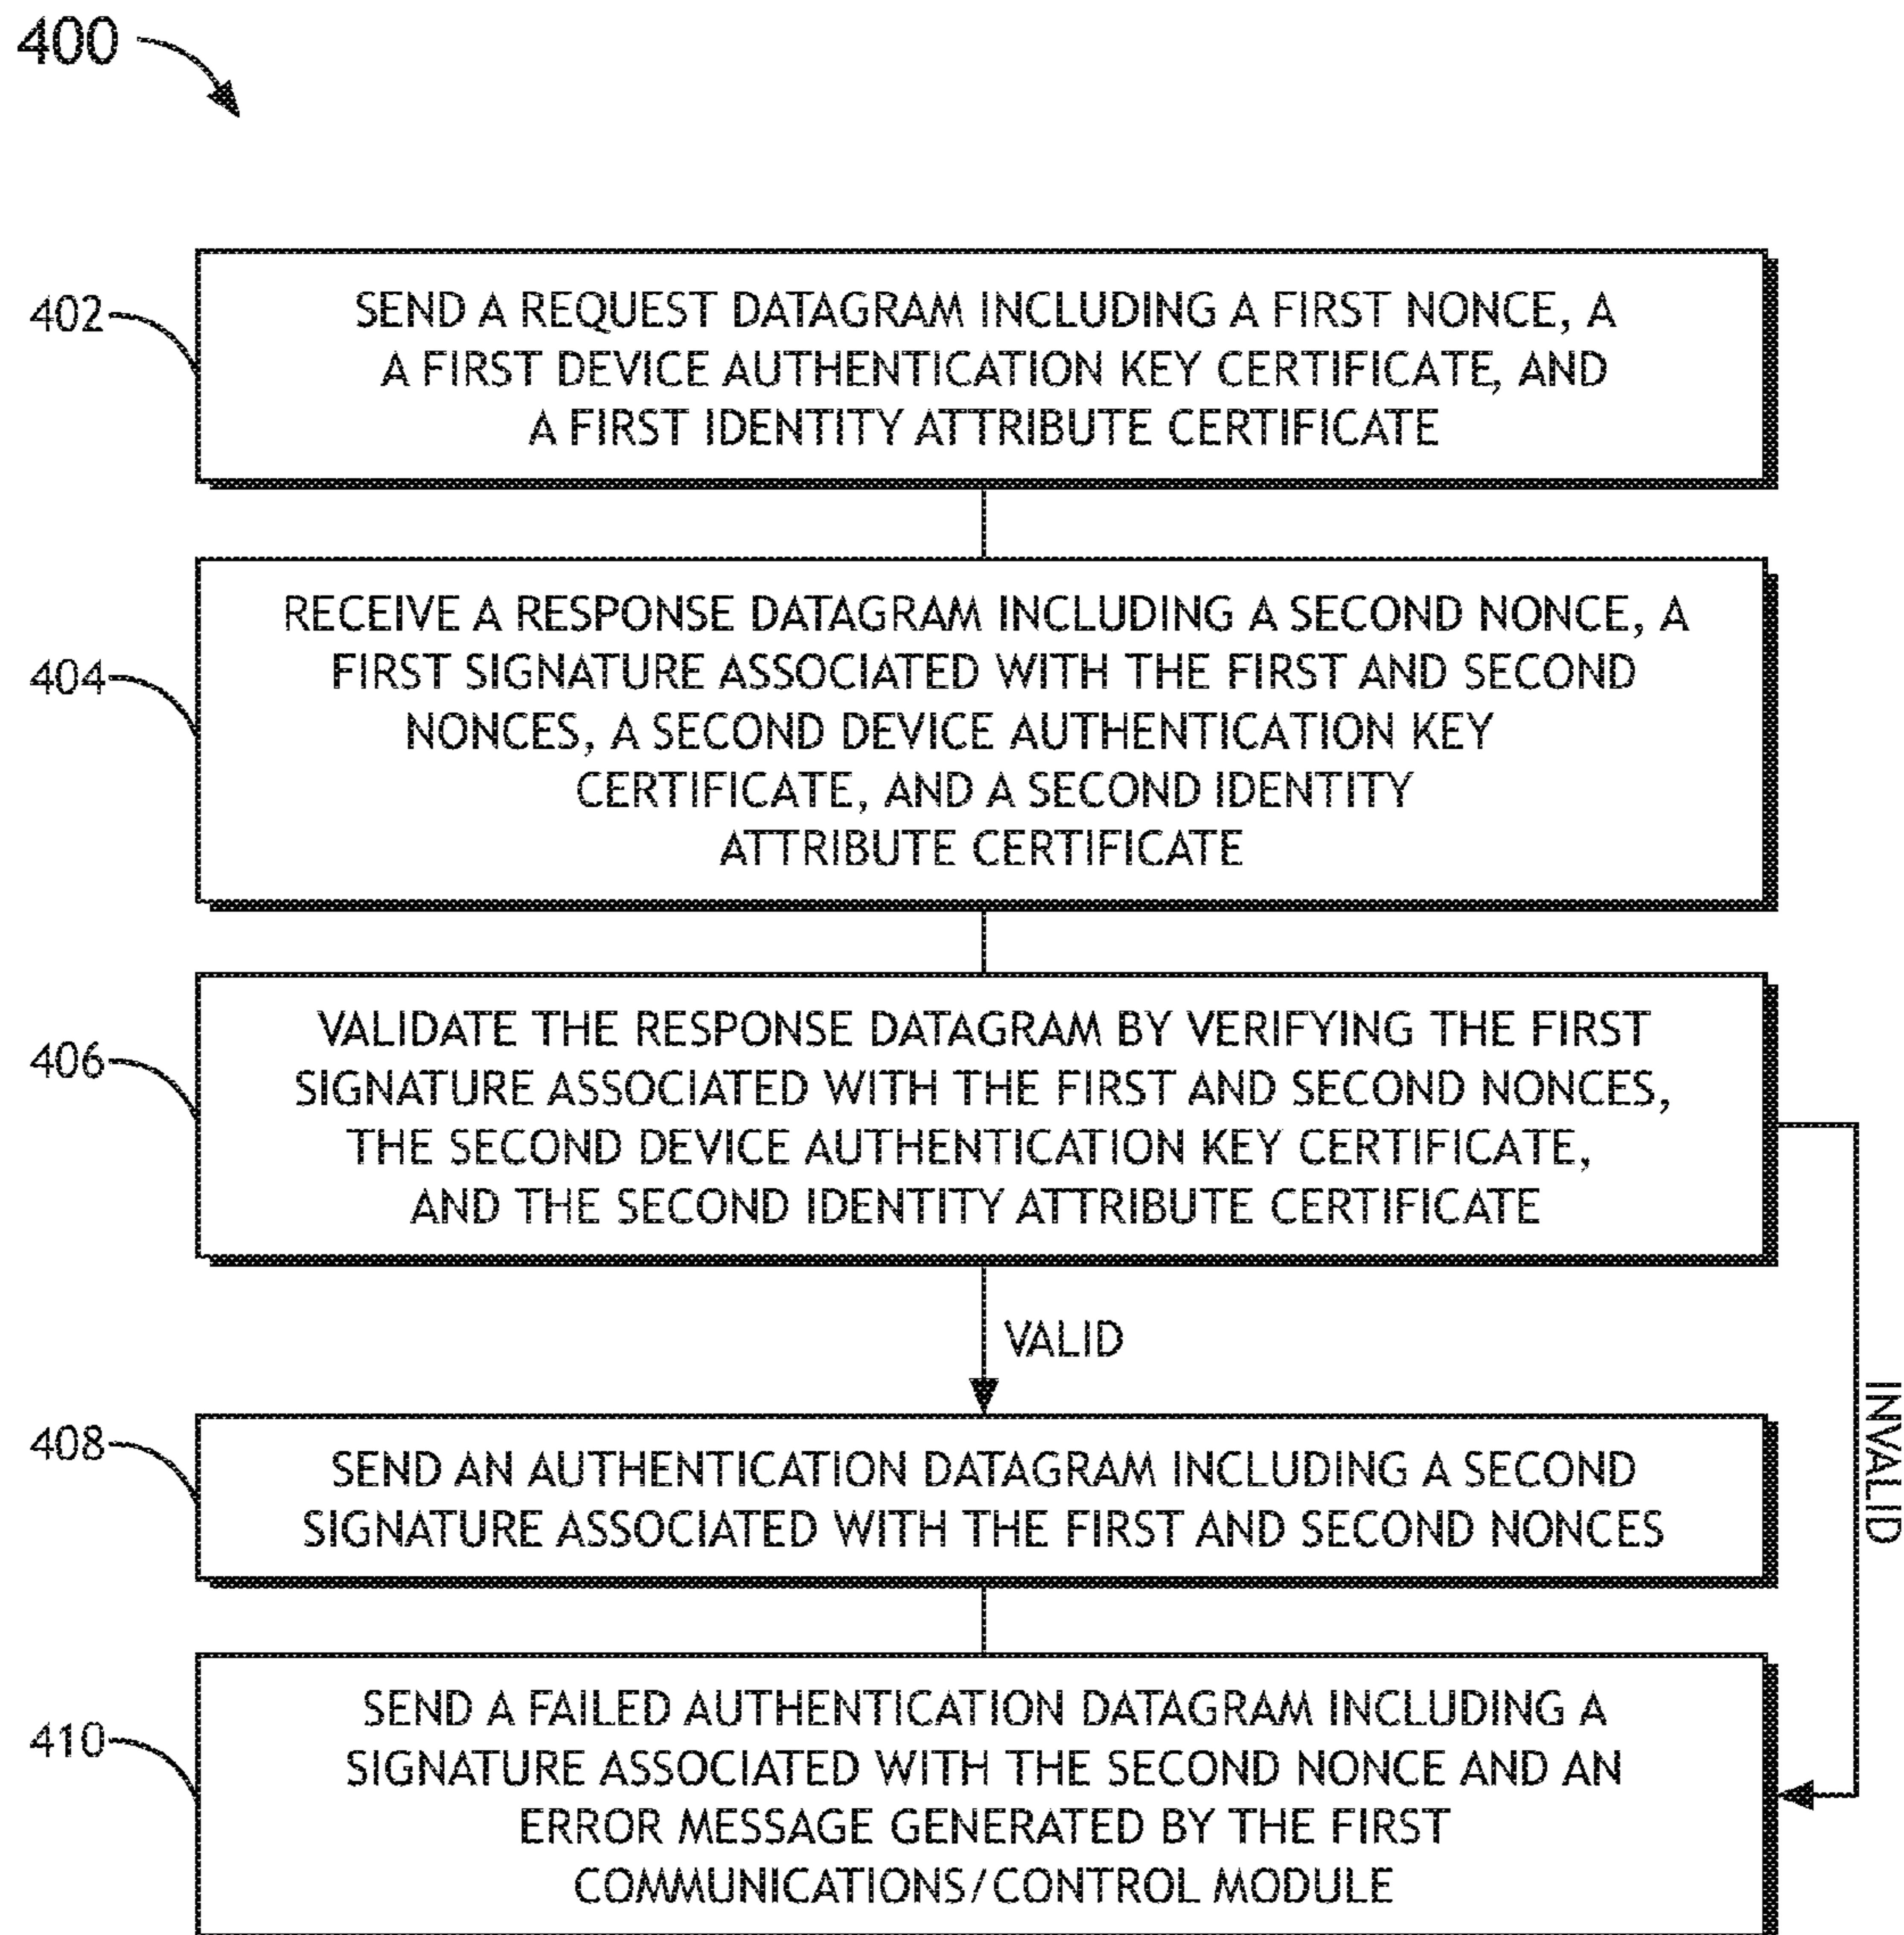 400
402
SEND A REQUEST DATAGRAM INCLUDING A FIRST NONCE, A
A FIRST DEVICE AUTHENTICATION KEY CERTIFICATE, AND
A FIRST IDENTITY ATTRIBUTE CERTIFICATE
404
RECEIVE A RESPONSE DATAGRAM INCLUDING A SECOND NONCE, A
FIRST SIGNATURE ASSOCIATED WITH THE FIRST AND SECOND
NONCES, A SECOND DEVICE AUTHENTICATION KEY
CERTIFICATE, AND A SECOND IDENTITY
ATTRIBUTE CERTIFICATE
406
VALIDATE THE RESPONSE DATAGRAM BY VERIFYING THE FIRST
SIGNATURE ASSOCIATED WITH THE FIRST AND SECOND NONCES,
THE SECOND DEVICE AUTHENTICATION KEY CERTIFICATE,
AND THE SECOND IDENTITY ATTRIBUTE CERTIFICATE
VALID
INVALID
408
SEND AN AUTHENTICATION DATAGRAM INCLUDING A SECOND
SIGNATURE ASSOCIATED WITH THE FIRST AND SECOND NONCES
410
SEND A FAILED AUTHENTICATION DATAGRAM INCLUDING A
SIGNATURE ASSOCIATED WITH THE SECOND NONCE AND AN
ERROR MESSAGE GENERATED BY THE FIRST
COMMUNICATIONS/CONTROL MODULE